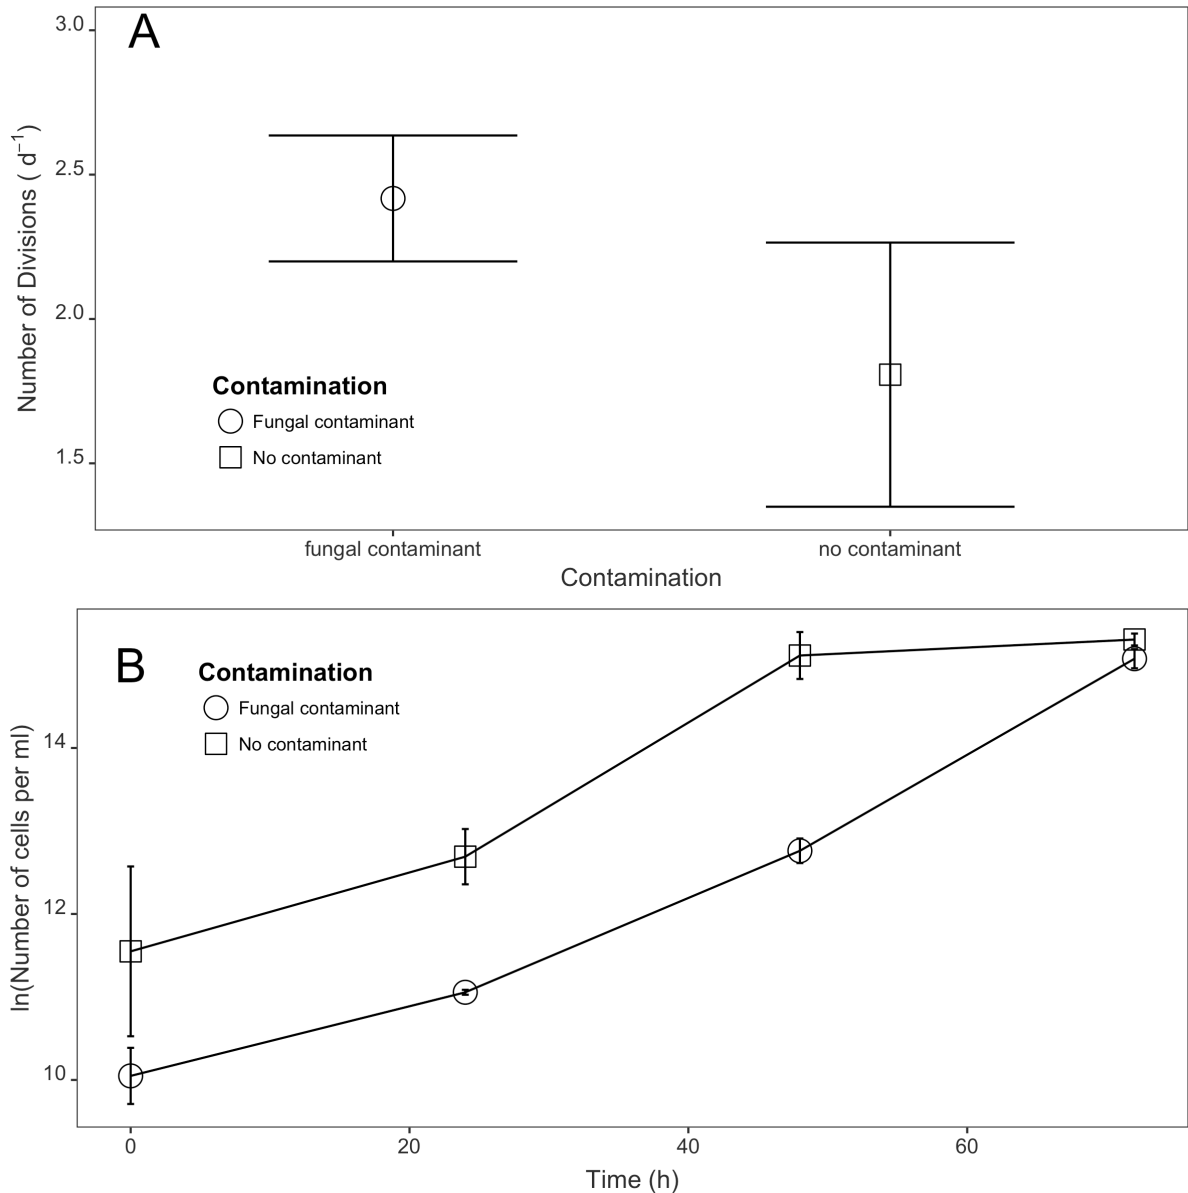 A
3.0
2.5
2.0
1.5
Number of Divisions ( d⁻¹)
Contamination
Fungal contaminant
No contaminant
fungal contaminant no contaminant
Contamination
B
Contamination
Fungal contaminant
No contaminant
14
12
10
ln(Number of cells per ml)
0 20 40 60
Time (h)